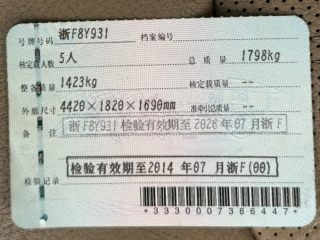 号牌号码 浙F8Y931 档案编号
核定载人数 5人 总质量 1798kg
整备质量 1423kg 核定载质量 --
外廓尺寸 4420×1820×1690mm 准牵引总质量 --
备注 浙F8Y931 检验有效期至2026年07月浙F
检验有效期至2014年07月浙F(00)
检验记录
*3330007386447*